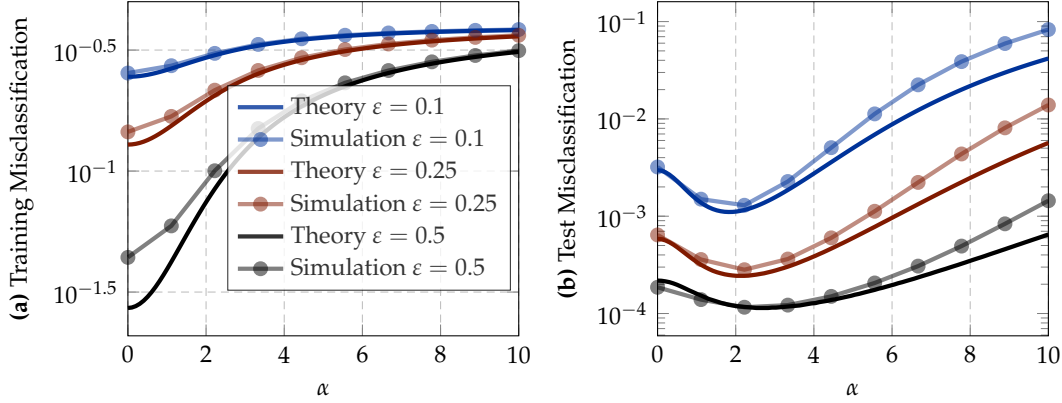 (a) Training Misclassification
10^−0.5
10^−1
10^−1.5
0 2 4 6 8 10
α
Theory ε = 0.1
Simulation ε = 0.1
Theory ε = 0.25
Simulation ε = 0.25
Theory ε = 0.5
Simulation ε = 0.5
(b) Test Misclassification
10^−1
10^−2
10^−3
10^−4
0 2 4 6 8 10
α